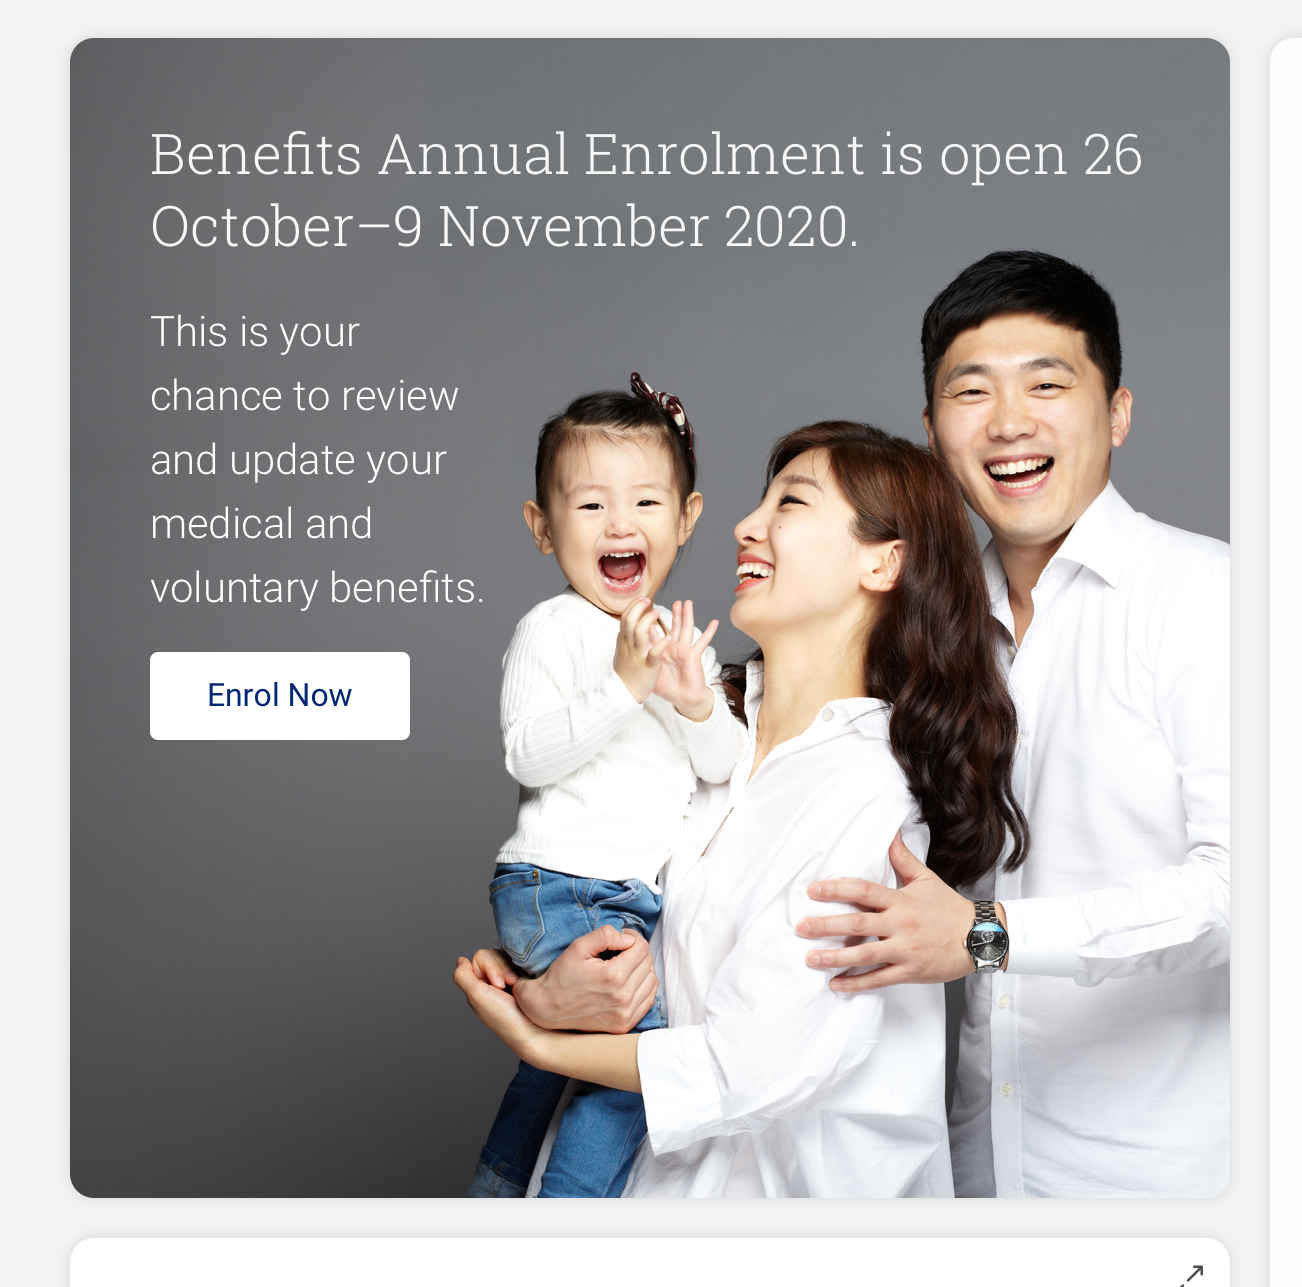 Benefits Annual Enrolment is open 26
October–9 November 2020.
This is your
chance to review
and update your
medical and
voluntary benefits.
Enrol Now